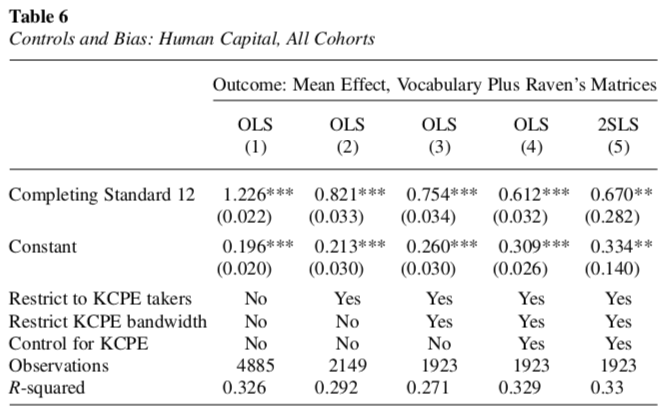 Table 6
Controls and Bias: Human Capital, All Cohorts
Outcome: Mean Effect, Vocabulary Plus Raven's Matrices
OLS OLS OLS OLS 2SLS
(1) (2) (3) (4) (5)
Completing Standard 12 1.226*** 0.821*** 0.754*** 0.612*** 0.670**
(0.022) (0.033) (0.034) (0.032) (0.282)
Constant 0.196*** 0.213*** 0.260*** 0.309*** 0.334**
(0.020) (0.030) (0.030) (0.026) (0.140)
Restrict to KCPE takers No Yes Yes Yes Yes
Restrict KCPE bandwidth No No Yes Yes Yes
Control for KCPE No No No Yes Yes
Observations 4885 2149 1923 1923 1923
R-squared 0.326 0.292 0.271 0.329 0.33